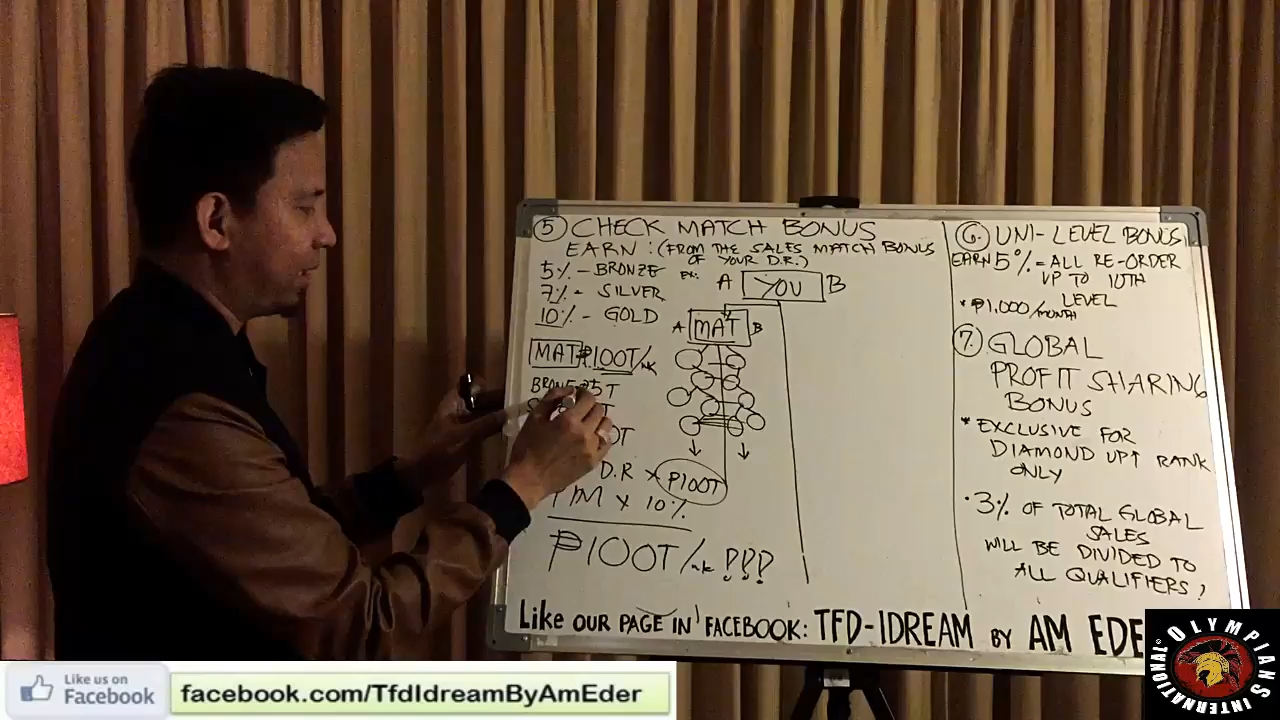 5 CHECK MATCH BONUS
EARN : (FROM THE SALES MATCH BONUS
OF YOUR D.R.)
5% - BRONZE
7% - SILVER
10% - GOLD
EX:
A YOU B
A MAT B
MAT ₱100T/WK
BRONZE 5T
D.R × ₱100T
1M × 10%
₱100T/WK !!!
6. UNI-LEVEL BONUS
EARN 5% = ALL RE-ORDER
UP TO 10TH
LEVEL
* ₱1,000/MONTH
7. GLOBAL
PROFIT SHARING
BONUS
* EXCLUSIVE FOR
DIAMOND UPT RANK
ONLY
• 3% OF TOTAL GLOBAL
SALES
WILL BE DIVIDED TO
ALL QUALIFIERS!
Like OUR PAGE IN FACEBOOK: TFD-IDREAM BY AM EDE
Like us on
Facebook
facebook.com/TfdIdreamByAmEder
OLYMPIANS
INTERNATIONAL